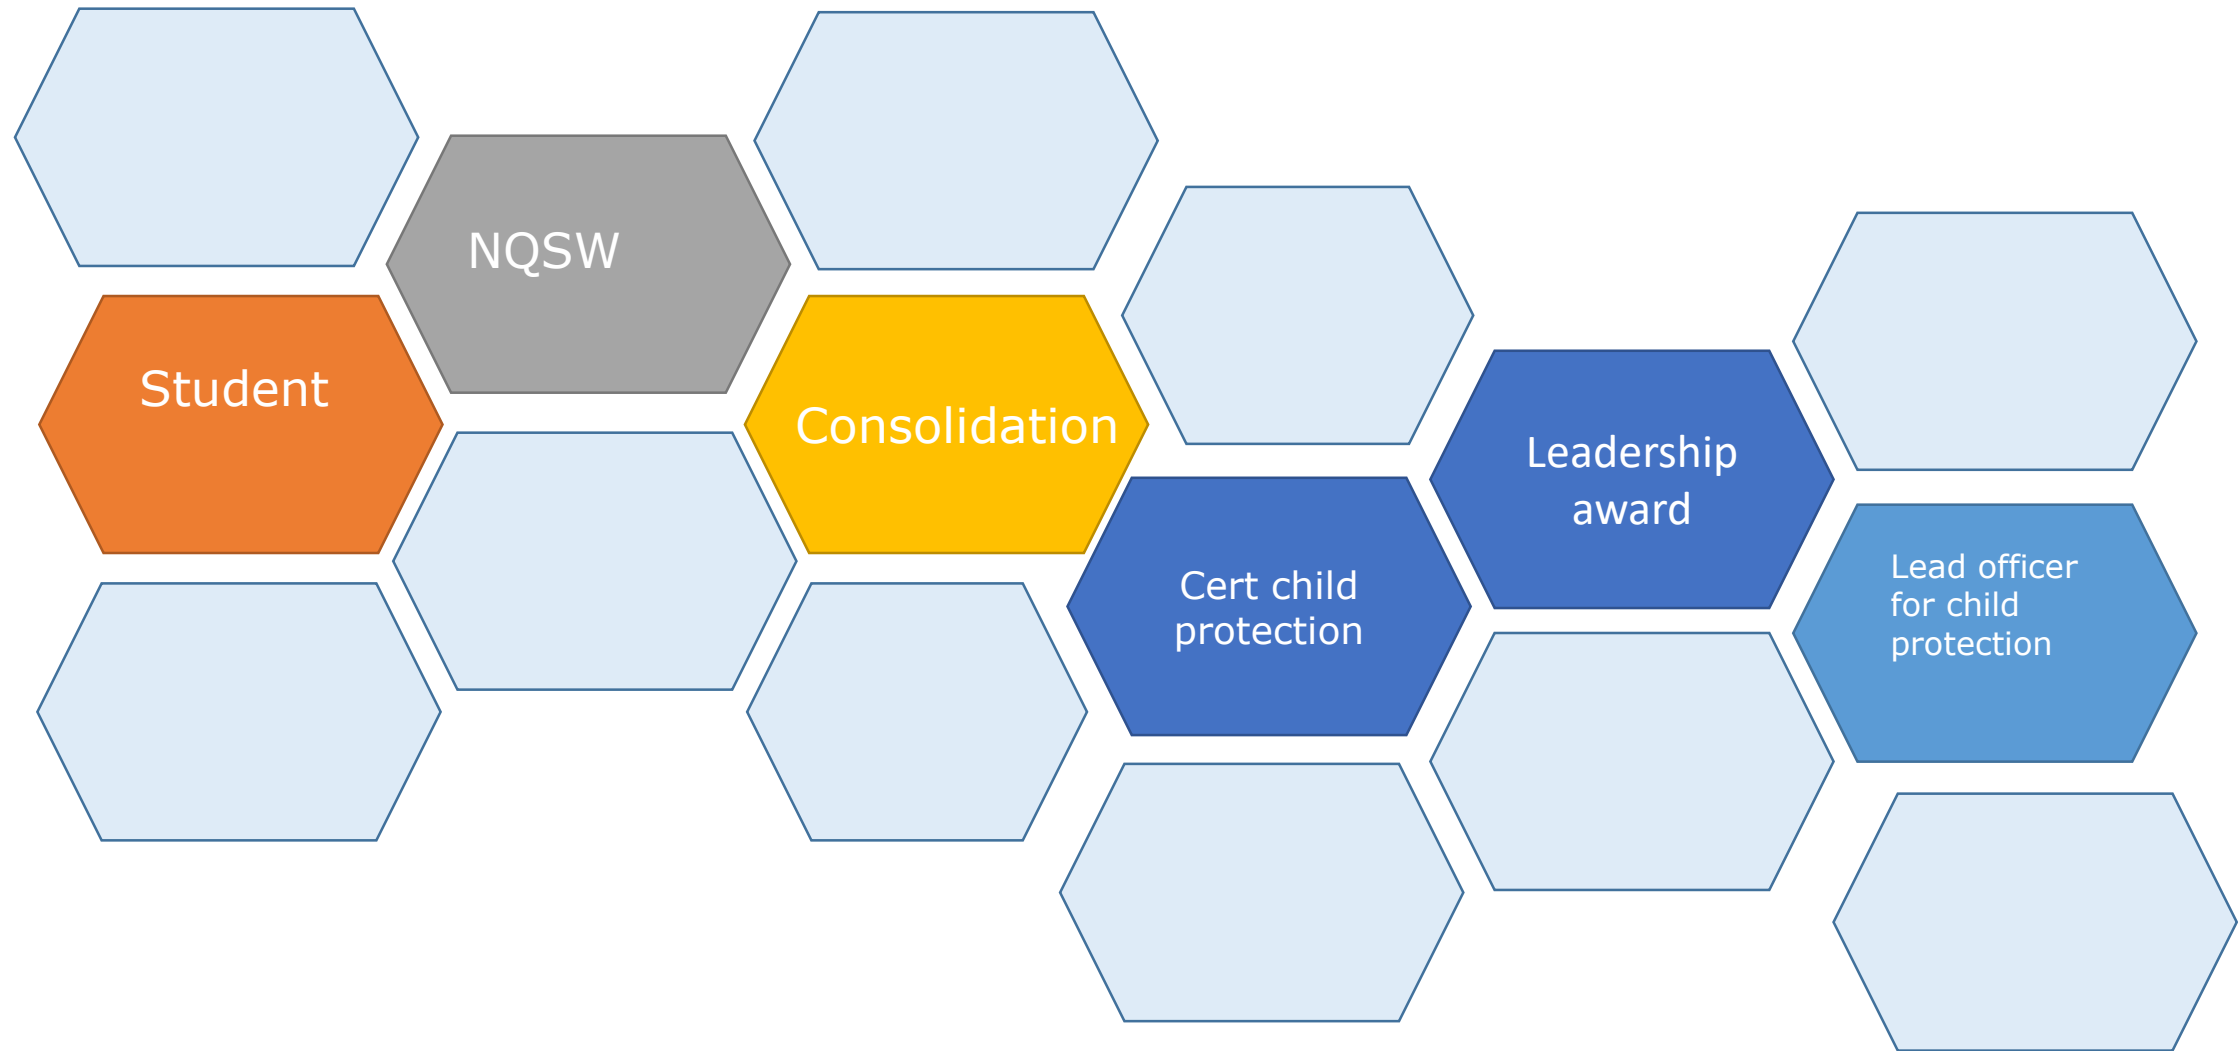 NQSW
Student
Consolidation
Leadership
award
Cert child
protection
Lead officer
for child
protection